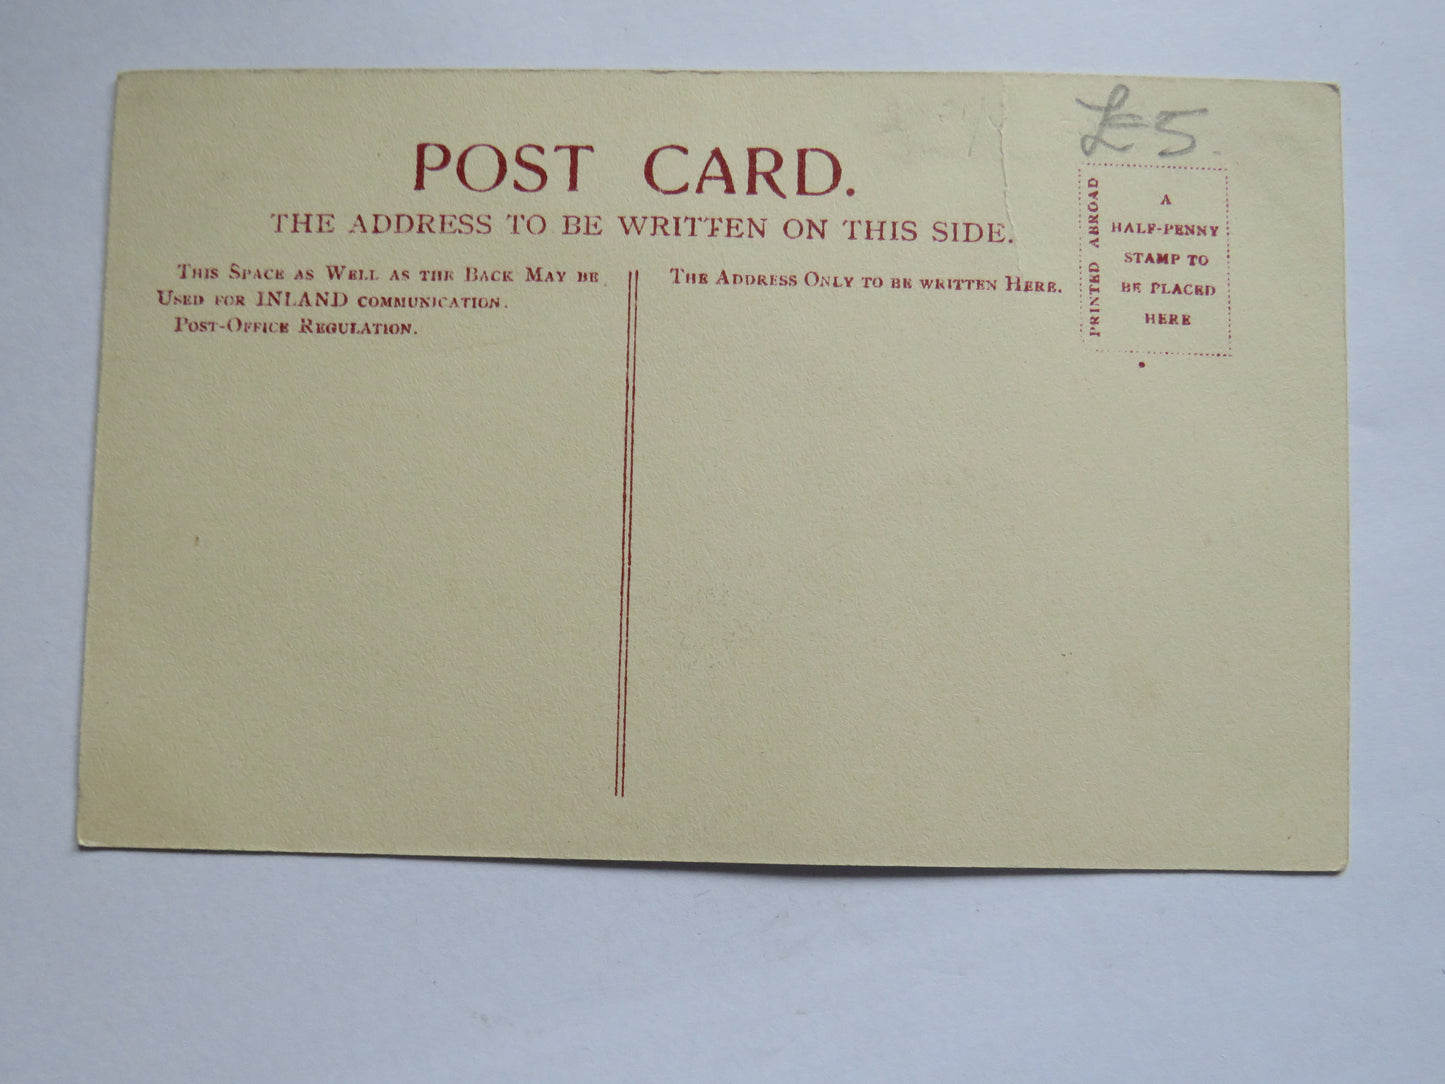 £5
POST CARD.
THE ADDRESS TO BE WRITTEN ON THIS SIDE.
THIS SPACE AS WELL AS THE BACK MAY BE
USED FOR INLAND COMMUNICATION.
POST-OFFICE REGULATION.
THE ADDRESS ONLY TO BE WRITTEN HERE.
PRINTED ABROAD
A
HALF-PENNY
STAMP TO
BE PLACED
HERE